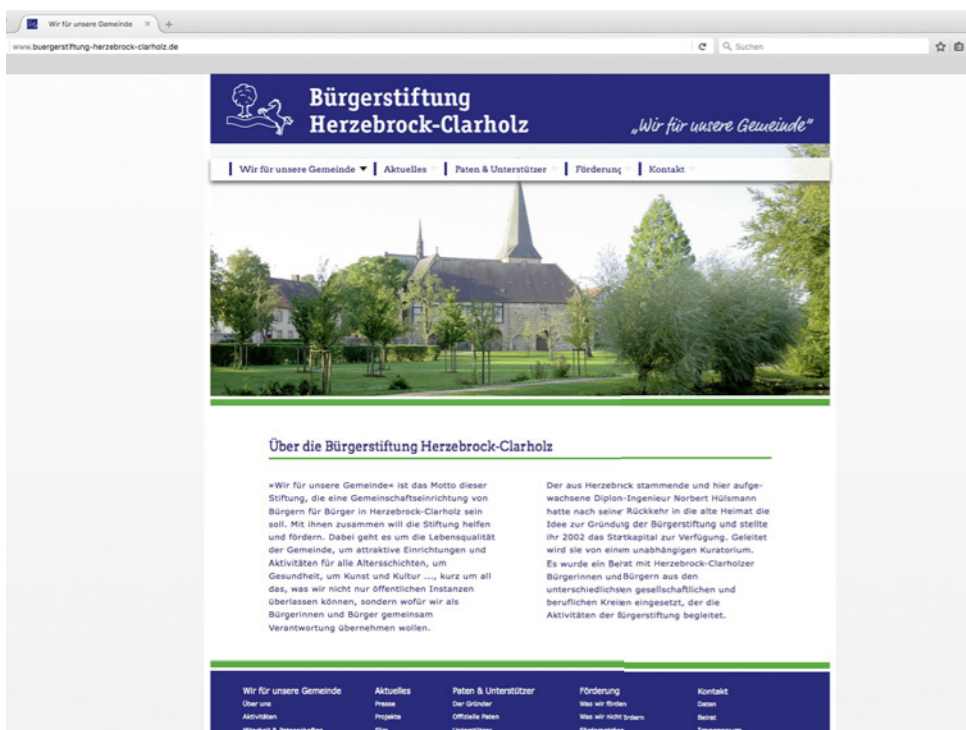 Wir für unsere Gemeinde × +
www.buergerstiftung-herzebrock-clarholz.de
Suchen
Bürgerstiftung
Herzebrock-Clarholz
„Wir für unsere Gemeinde“
Wir für unsere Gemeinde Aktuelles Paten & Unterstützer Förderung Kontakt
Über die Bürgerstiftung Herzebrock-Clarholz
»Wir für unsere Gemeinde« ist das Motto dieser
Stiftung, die eine Gemeinschaftseinrichtung von
Bürgern für Bürger in Herzebrock-Clarholz sein
soll. Mit ihnen zusammen will die Stiftung helfen
und fördern. Dabei geht es um die Lebensqualität
der Gemeinde, um attraktive Einrichtungen und
Aktivitäten für alle Altersschichten, um
Gesundheit, um Kunst und Kultur ..., kurz um all
das, was wir nicht nur öffentlichen Instanzen
überlassen können, sondern wofür wir als
Bürgerinnen und Bürger gemeinsam
Verantwortung übernehmen wollen.
Der aus Herzebrick stammende und hier aufge-
wachsene Diplon-Ingenieur Norbert Hülsmann
hatte nach seiner Rückkehr in die alte Heimat die
Idee zur Gründung der Bürgerstiftung und stellte
ihr 2002 das Startkapital zur Verfügung. Geleitet
wird sie von einem unabhängigen Kuratorium.
Es wurde ein Beirat mit Herzebrock-Clarholzer
Bürgerinnen und Bürgern aus den
unterschiedlichsten gesellschaftlichen und
beruflichen Kreisen eingesetzt, der die
Aktivitäten der Bürgerstiftung begleitet.
Wir für unsere Gemeinde Aktuelles Paten & Unterstützer Förderung Kontakt
Über uns Presse Der Gründer Was wir förden Daten
Aktivitäten Projekte Offizielle Paten Was wir nicht ördern Beirat